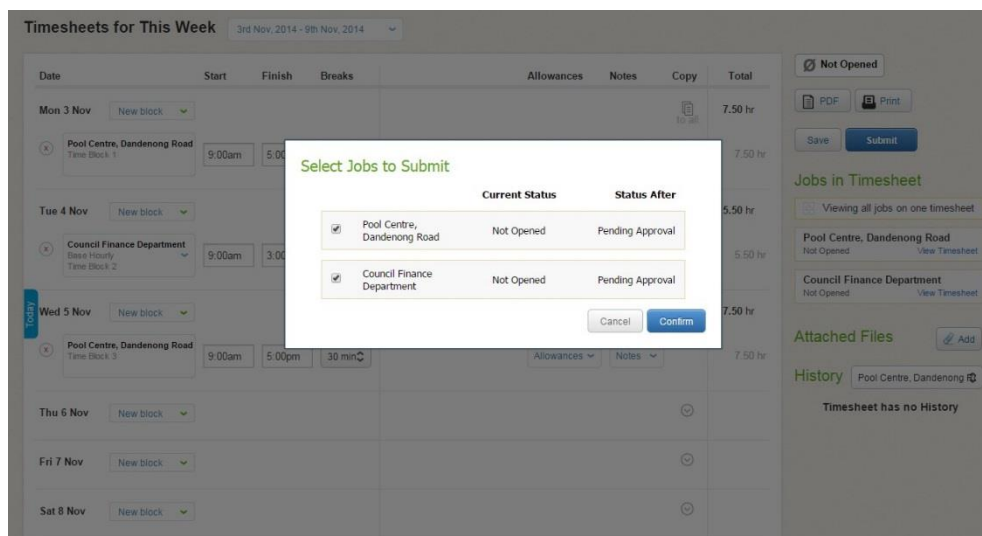 Timesheets for This Week 3rd Nov, 2014 - 9th Nov, 2014
Date Start Finish Breaks Allowances Notes Copy Total
Mon 3 Nov New block to all 7.50 hr
Pool Centre, Dandenong Road
Time Block 1
9:00am 5:00 7.50 hr
Tue 4 Nov New block 5.50 hr
Council Finance Department
Base Hourly
Time Block 2
9:00am 3:00 5.50 hr
Today
Wed 5 Nov New block 7.50 hr
Pool Centre, Dandenong Road
Time Block 3
9:00am 5:00pm 30 min Allowances Notes 7.50 hr
Thu 6 Nov New block
Fri 7 Nov New block
Sat 8 Nov New block
Select Jobs to Submit
Current Status Status After
Pool Centre,
Dandenong Road
Not Opened Pending Approval
Council Finance
Department
Not Opened Pending Approval
Cancel Confirm
Not Opened
PDF Print
Save Submit
Jobs in Timesheet
Viewing all jobs on one timesheet
Pool Centre, Dandenong Road
Not Opened View Timesheet
Council Finance Department
Not Opened View Timesheet
Attached Files Add
History Pool Centre, Dandenong
Timesheet has no History